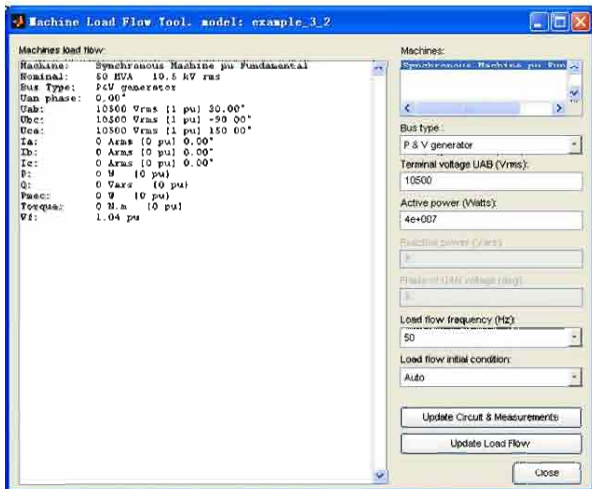 Machine Load Flow Tool. model: example_3_2
Machines load flow:
Machine: Synchronous Machine pu Fundamental
Nominal: 50 MVA 10.5 kV rms
Bus Type: P&V generator
Uan phase: 0.00°
Uab: 10500 Vrms [1 pu] 30.00°
Ubc: 10500 Vrms [1 pu] -90.00°
Uca: 10500 Vrms [1 pu] 150.00°
Ia: 0 Arms [0 pu] 0.00°
Ib: 0 Arms [0 pu] 0.00°
Ic: 0 Arms [0 pu] 0.00°
P: 0 W [0 pu]
Q: 0 Vars [0 pu]
Pmec: 0 W [0 pu]
Torque: 0 N.m [0 pu]
Vf: 1.04 pu
Machines:
Synchronous Machine pu Fun
Bus type :
P & V generator
Terminal voltage UAB (Vrms):
10500
Active power (Watts):
4e+007
Reactive power (Vars):
Phase of UAN voltage (deg):
Load flow frequency (Hz):
50
Load flow initial condition:
Auto
Update Circuit & Measurements
Update Load Flow
Close